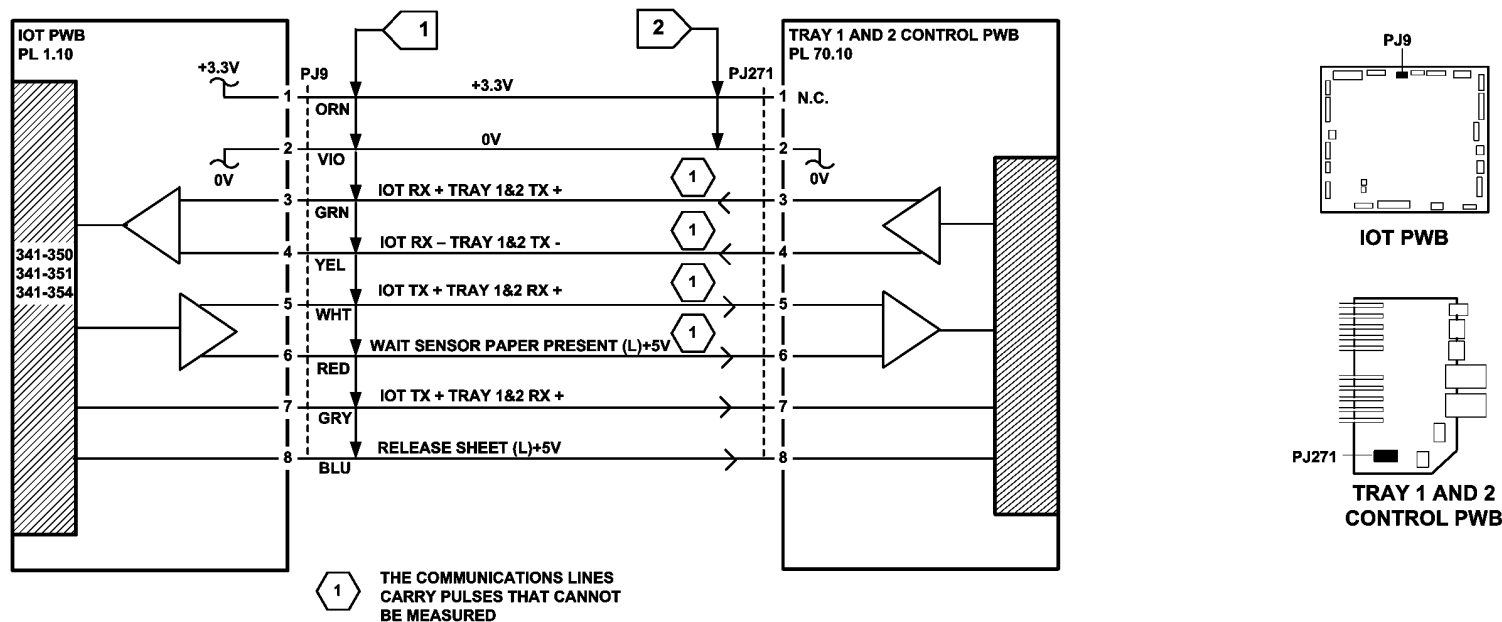 IOT PWB
PL 1.10
1
2
TRAY 1 AND 2 CONTROL PWB
PL 70.10
+3.3V
PJ9
PJ271
1
ORN
+3.3V
1
N.C.
2
VIO
0V
2
0V
0V
3
GRN
IOT RX + TRAY 1&2 TX +
1
3
4
YEL
IOT RX – TRAY 1&2 TX -
1
4
341-350
341-351
341-354
5
WHT
IOT TX + TRAY 1&2 RX +
1
5
6
RED
WAIT SENSOR PAPER PRESENT (L)+5V
1
6
7
GRY
IOT TX + TRAY 1&2 RX +
7
8
BLU
RELEASE SHEET (L)+5V
8
1
THE COMMUNICATIONS LINES
CARRY PULSES THAT CANNOT
BE MEASURED
PJ9
IOT PWB
PJ271
TRAY 1 AND 2
CONTROL PWB